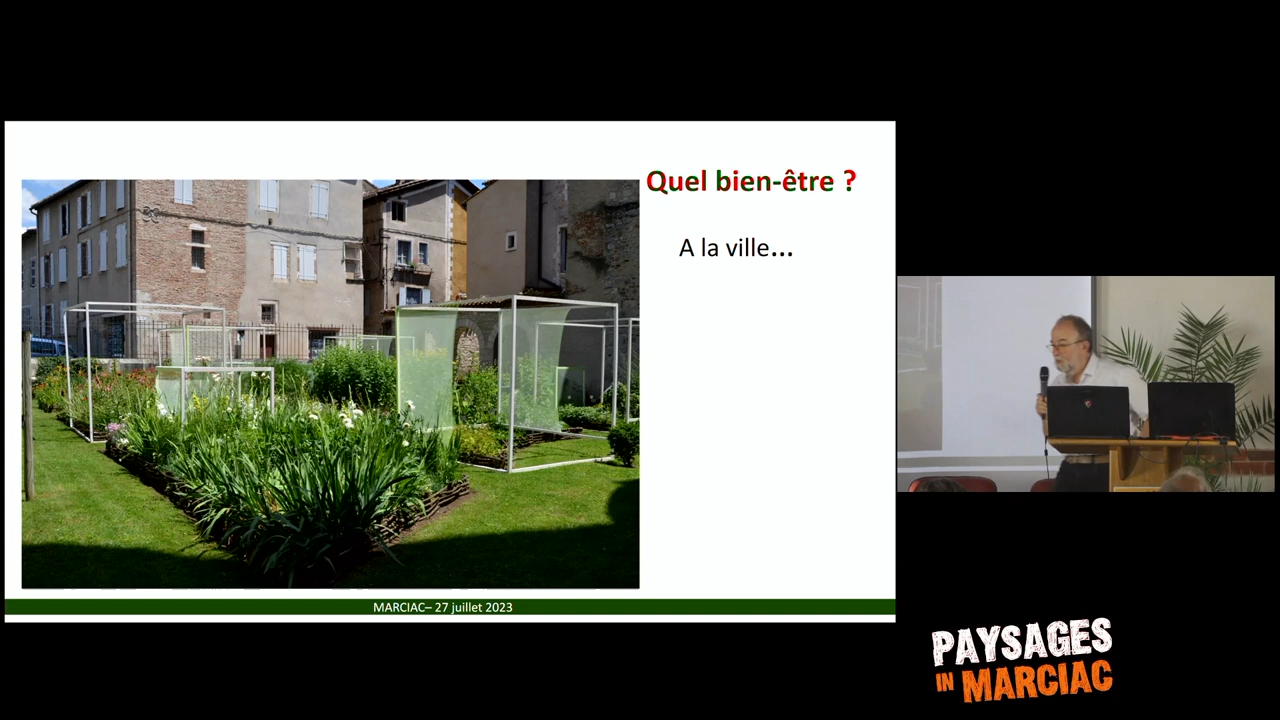 Quel bien-être ?
A la ville...
MARCIAC– 27 juillet 2023
PAYSAGES
IN MARCIAC